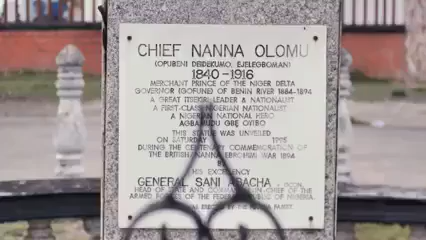 CHIEF NANNA OLOMU
1840-1916
MERCHANT PRINCE OF THE NIGER DELTA
GOVERNOR (GOFINE) OF BENIN RIVER 1884-1894
A GREAT ITSEKIRI LEADER & NATIONALIST
A FIRST-CLASS NIGERIAN NATIONALIST
A NIGERIAN NATIONAL HERO
THIS STATUE WAS UNVEILED
ON SATURDAY
DURING THE CENTENARY COMMEMORATION OF
THE BRITISH NANNA EBROHIMI WAR 1894
BY
HIS EXCELLENCY
GENERAL SANI ABACHA
HEAD OF STATE AND COMMANDER-IN-CHIEF OF THE
ARMED FORCES OF THE FEDERAL REPUBLIC OF NIGERIA